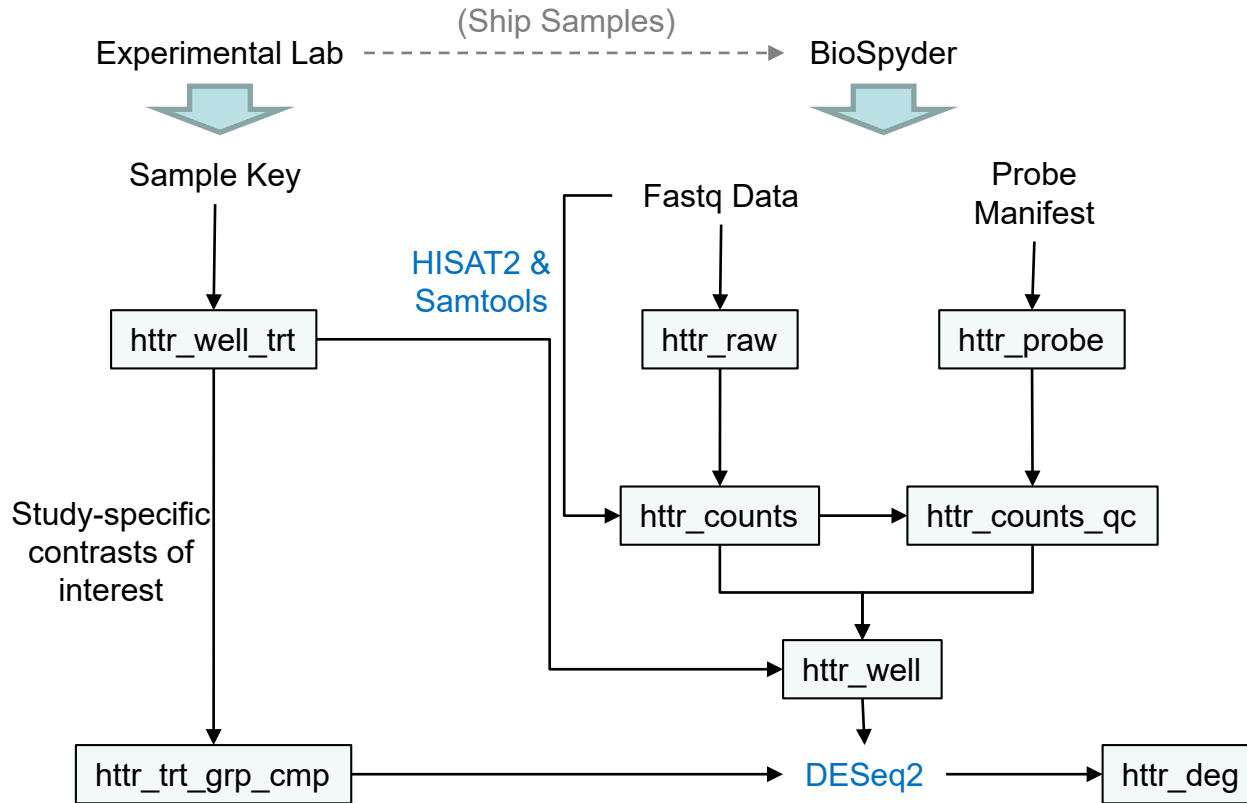 (Ship Samples)
Experimental Lab
BioSpyder
Sample Key
Fastq Data
Probe
Manifest
HISAT2 &
Samtools
httr_well_trt
httr_raw
httr_probe
Study-specific
contrasts of
interest
httr_counts
httr_counts_qc
httr_well
httr_trt_grp_cmp
DESeq2
httr_deg